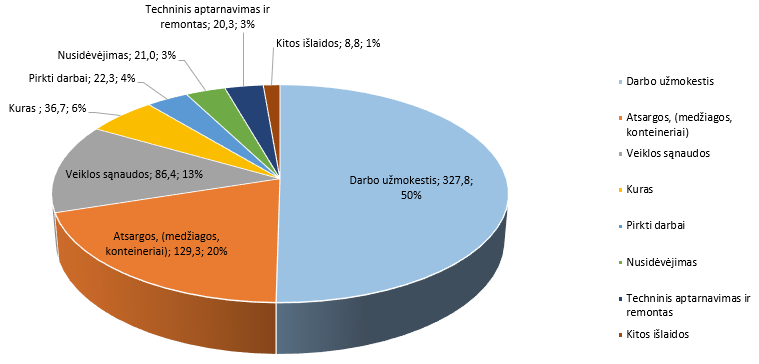 Techninis aptarnavimas ir
remontas; 20,3; 3%
Kitos išlaidos; 8,8; 1%
Nusidėvėjimas; 21,0; 3%
Pirkti darbai; 22,3; 4%
Kuras ; 36,7; 6%
Veiklos sąnaudos; 86,4; 13%
Darbo užmokestis; 327,8;
50%
Atsargos, (medžiagos,
konteineriai); 129,3; 20%
Darbo užmokestis
Atsargos, (medžiagos,
konteineriai)
Veiklos sąnaudos
Kuras
Pirkti darbai
Nusidėvėjimas
Techninis aptarnavimas ir
remontas
Kitos išlaidos